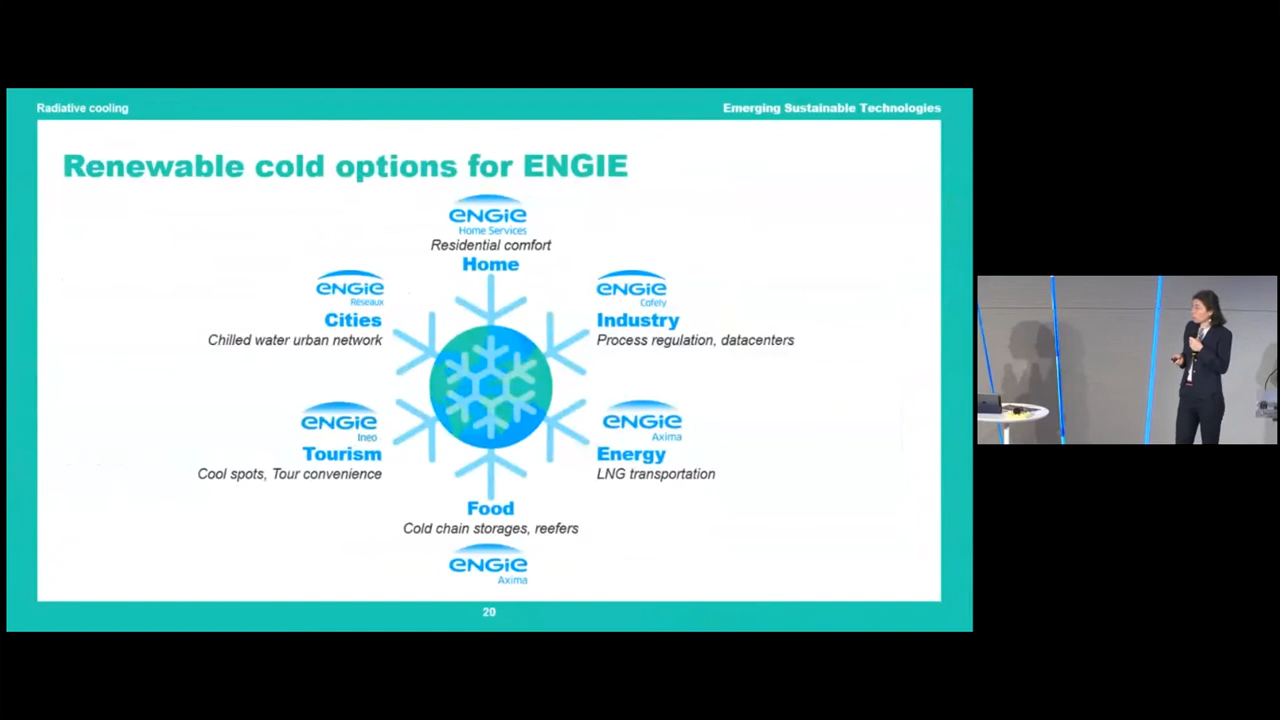 Radiative cooling
Emerging Sustainable Technologies
Renewable cold options for ENGIE
ENGiE
Home Services
Residential comfort
Home
ENGiE
Réseaux
Cities
Chilled water urban network
ENGiE
Cofely
Industry
Process regulation, datacenters
ENGiE
Ineo
Tourism
Cool spots, Tour convenience
ENGiE
Axima
Energy
LNG transportation
Food
Cold chain storages, reefers
ENGiE
Axima
20